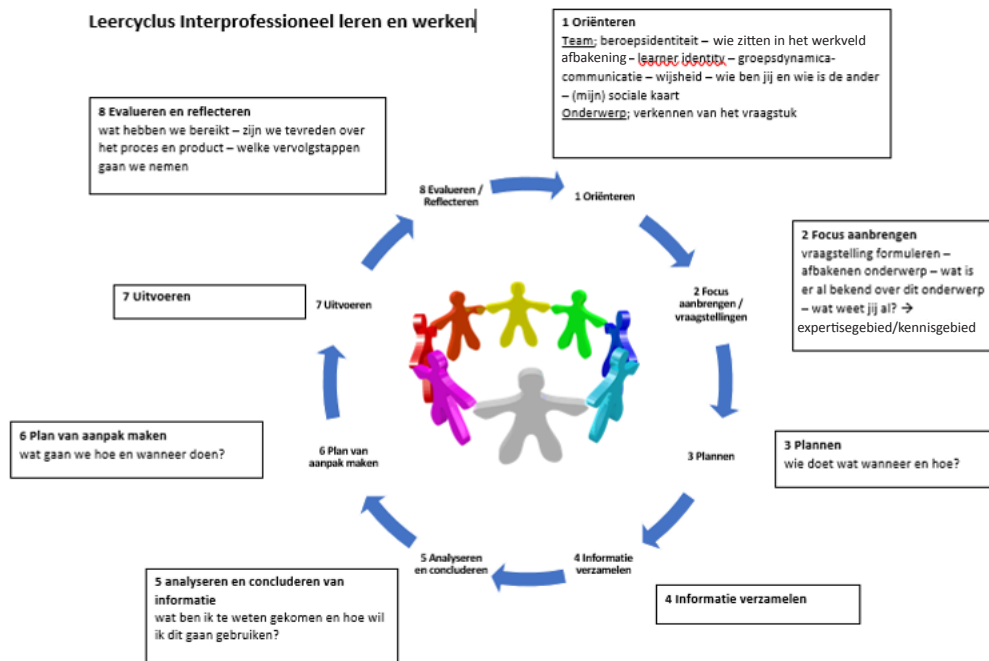 Leercyclus Interprofessioneel leren en werken
1 Oriënteren
Team; beroepsidentiteit – wie zitten in het werkveld
afbakening – learner identity – groepsdynamica-
communicatie – wijsheid – wie ben jij en wie is de ander
– (mijn) sociale kaart
Onderwerp; verkennen van het vraagstuk
8 Evalueren en reflecteren
wat hebben we bereikt – zijn we tevreden over
het proces en product – welke vervolgstappen
gaan we nemen
8 Evalueren /
Reflecteren
1 Oriënteren
2 Focus aanbrengen
vraagstelling formuleren –
afbakenen onderwerp – wat is
er al bekend over dit onderwerp
– wat weet jij al? →
expertisegebied/kennisgebied
7 Uitvoeren
7 Uitvoeren
2 Focus
aanbrengen /
vraagstellingen
6 Plan van aanpak maken
wat gaan we hoe en wanneer doen?
6 Plan van
aanpak maken
3 Plannen
3 Plannen
wie doet wat wanneer en hoe?
5 Analyseren
en concluderen
4 Informatie
verzamelen
5 analyseren en concluderen van
informatie
wat ben ik te weten gekomen en hoe wil
ik dit gaan gebruiken?
4 Informatie verzamelen